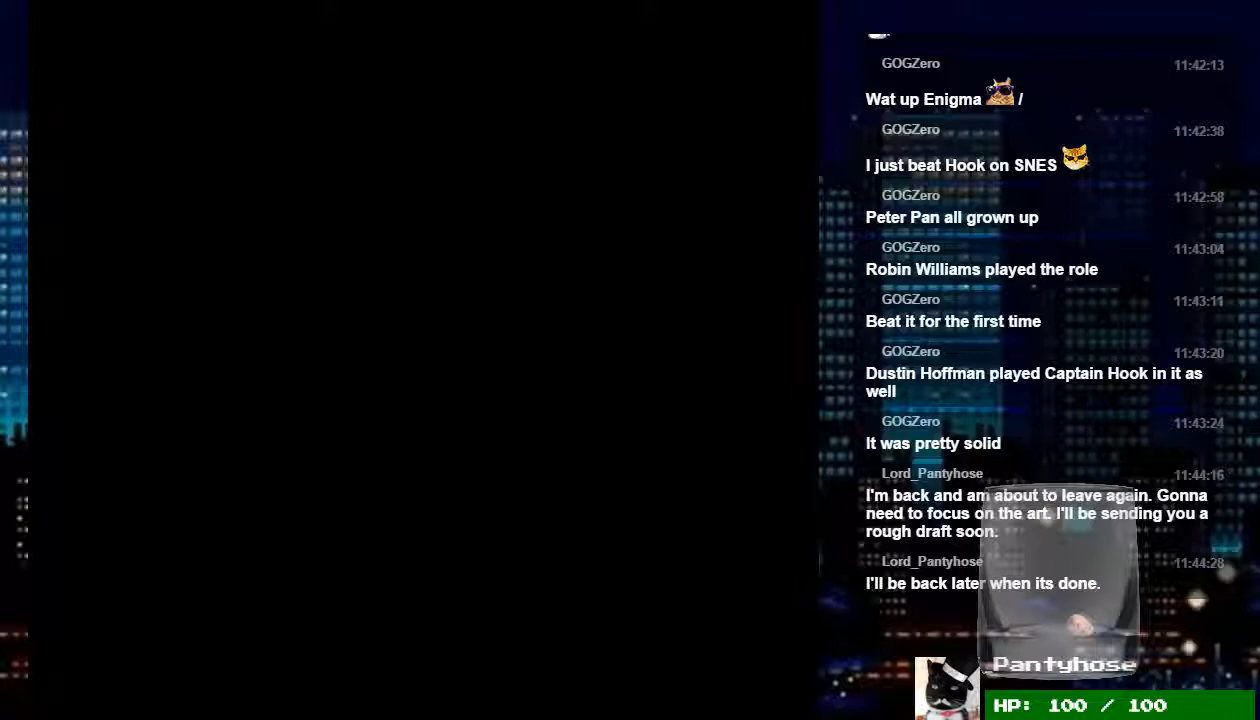 GOGZero 11:42:13
Wat up Enigma /
GOGZero 11:42:38
I just beat Hook on SNES
GOGZero 11:42:58
Peter Pan all grown up
GOGZero 11:43:04
Robin Williams played the role
GOGZero 11:43:11
Beat it for the first time
GOGZero 11:43:20
Dustin Hoffman played Captain Hook in it as
well
GOGZero 11:43:24
It was pretty solid
Lord_Pantyhose 11:44:16
I'm back and am about to leave again. Gonna
need to focus on the art. I'll be sending you a
rough draft soon.
Lord_Pantyhose 11:44:28
I'll be back later when its done.
_Pantyhose
HP: 100 / 100